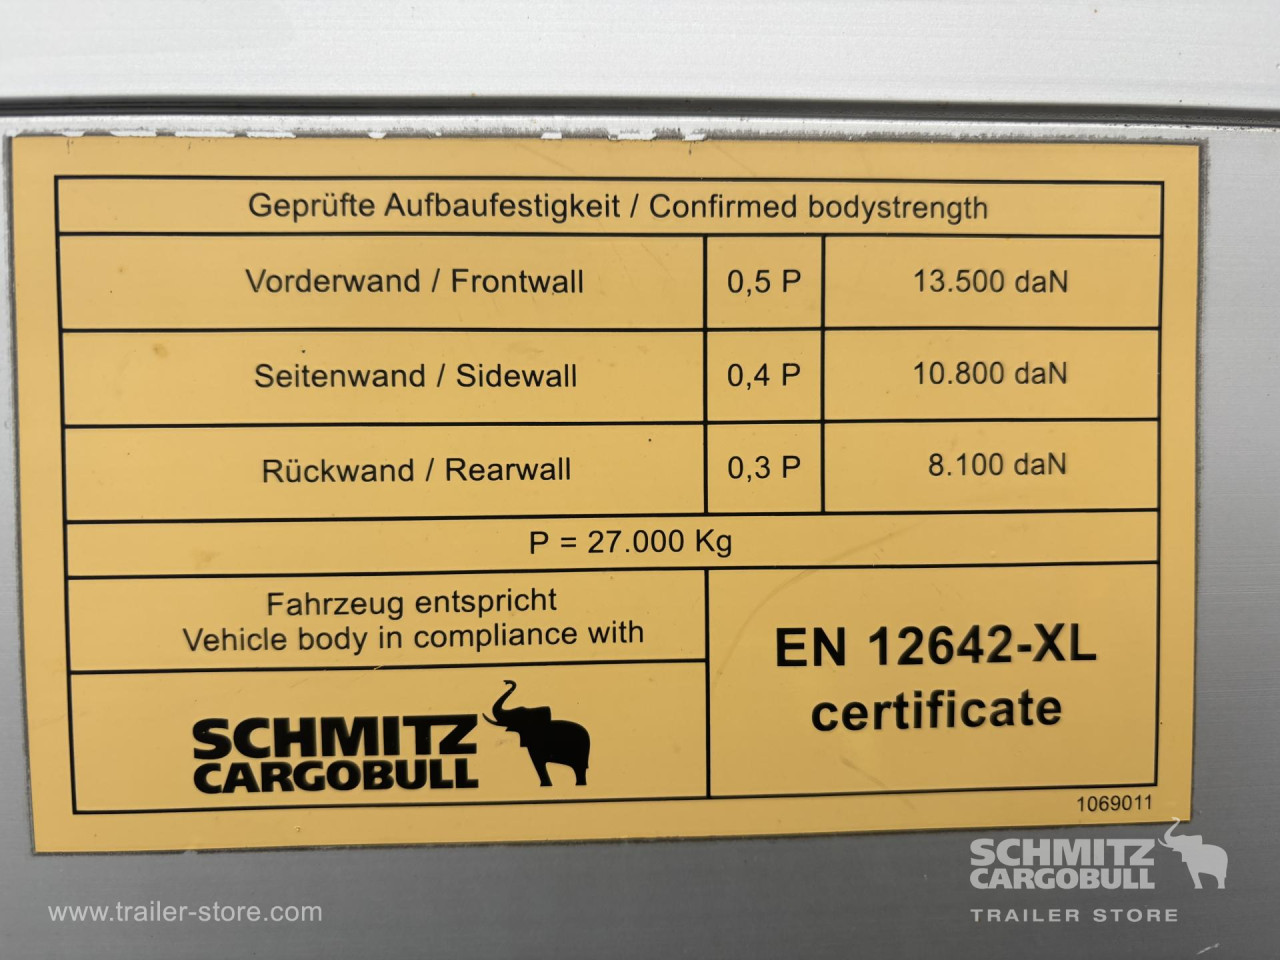 Geprüfte Aufbaufestigkeit / Confirmed bodystrength
Vorderwand / Frontwall 0,5 P 13.500 daN
Seitenwand / Sidewall 0,4 P 10.800 daN
Rückwand / Rearwall 0,3 P 8.100 daN
P = 27.000 Kg
Fahrzeug entspricht
Vehicle body in compliance with
EN 12642-XL
certificate
SCHMITZ
CARGOBULL
1069011
SCHMITZ
CARGOBULL
TRAILER STORE
www.trailer-store.com